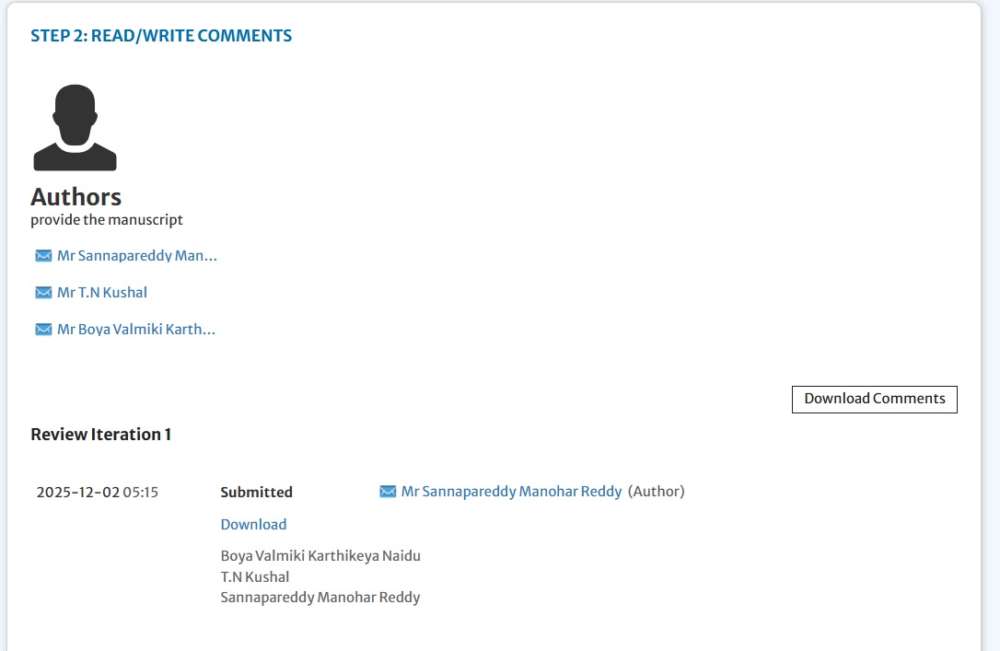 STEP 2: READ/WRITE COMMENTS
Authors
provide the manuscript
Mr Sannapareddy Man...
Mr T.N Kushal
Mr Boya Valmiki Karth...
Download Comments
Review Iteration 1
2025-12-02 05:15 Submitted Mr Sannapareddy Manohar Reddy (Author)
Download
Boya Valmiki Karthikeya Naidu
T.N Kushal
Sannapareddy Manohar Reddy